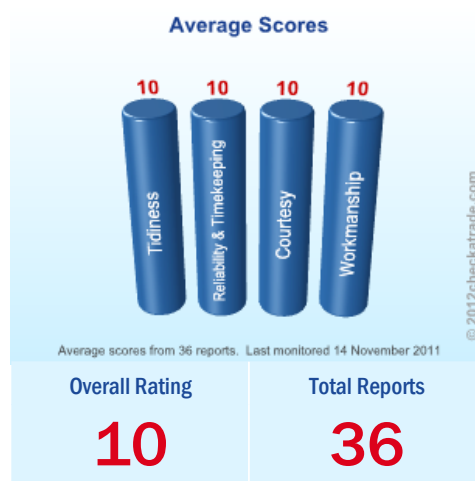 Average Scores
10 10 10 10
Tidiness
Reliability & Timekeeping
Courtesy
Workmanship
© 2012checkatrade.com
Average scores from 36 reports. Last monitored 14 November 2011
Overall Rating
Total Reports
10
36